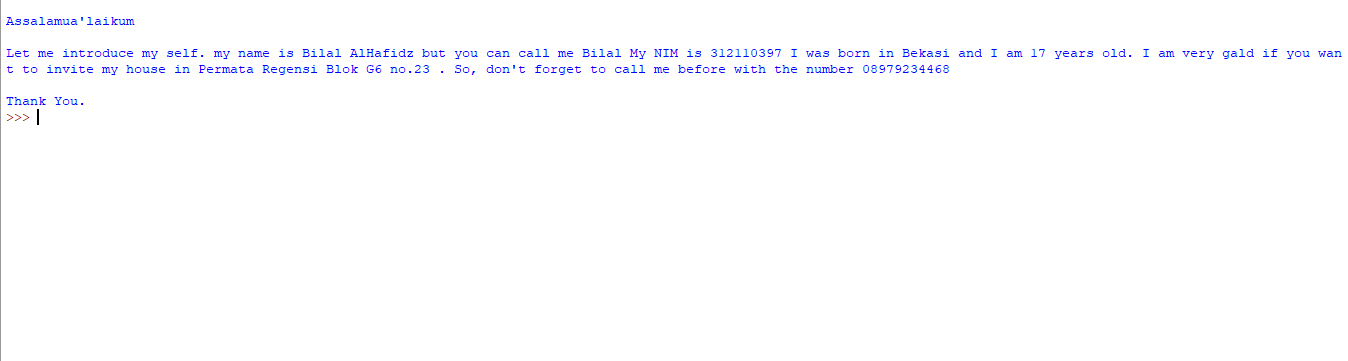 Assalamua'laikum
Let me introduce my self. my name is Bilal AlHafidz but you can call me Bilal My NIM is 312110397 I was born in Bekasi and I am 17 years old. I am very gald if you wan
t to invite my house in Permata Regensi Blok G6 no.23 . So, don't forget to call me before with the number 08979234468
Thank You.
>>>